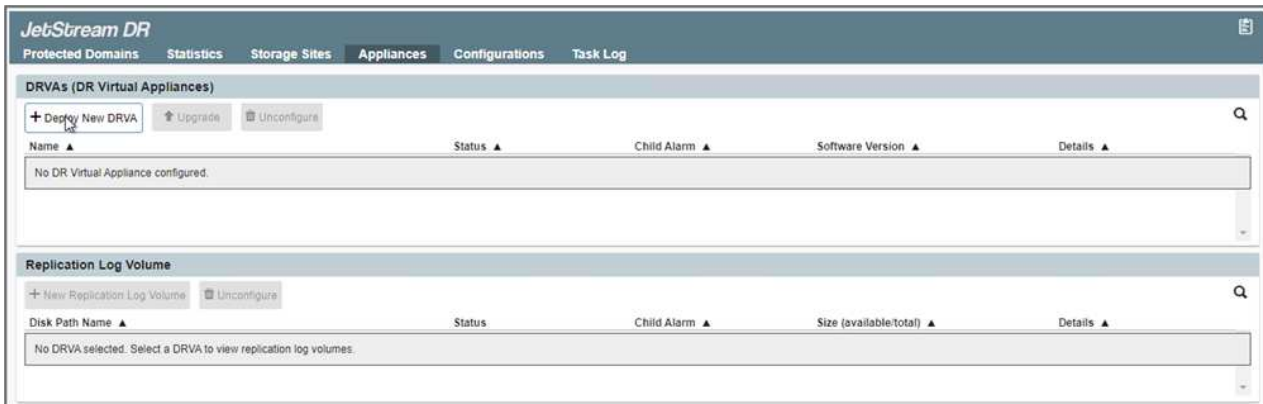 JetStream DR
Protected Domains Statistics Storage Sites Appliances Configurations Task Log
DRVAs (DR Virtual Appliances)
+ Deploy New DRVA Upgrade Unconfigure
Name ▲ Status ▲ Child Alarm ▲ Software Version ▲ Details ▲
No DR Virtual Appliance configured.
Replication Log Volume
+ New Replication Log Volume Unconfigure
Disk Path Name ▲ Status Child Alarm ▲ Size (available/total) ▲ Details ▲
No DRVA selected. Select a DRVA to view replication log volumes.